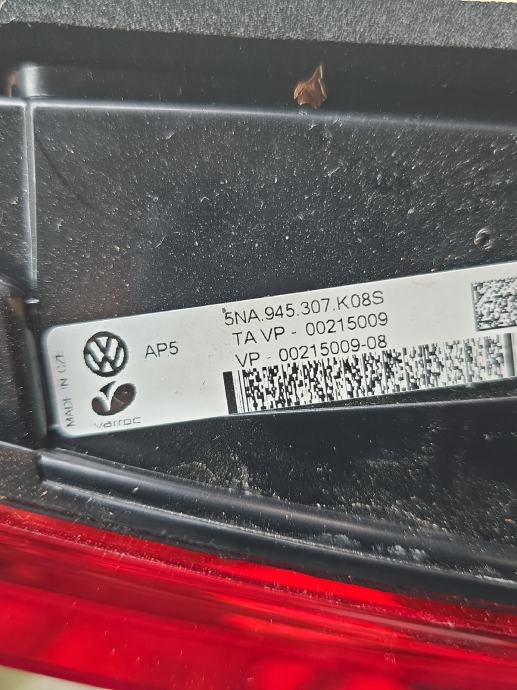 5NA.945.307.K08S
AP5
TA VP - 00215009
VP - 00215009-08
MADE IN CZE
varroc